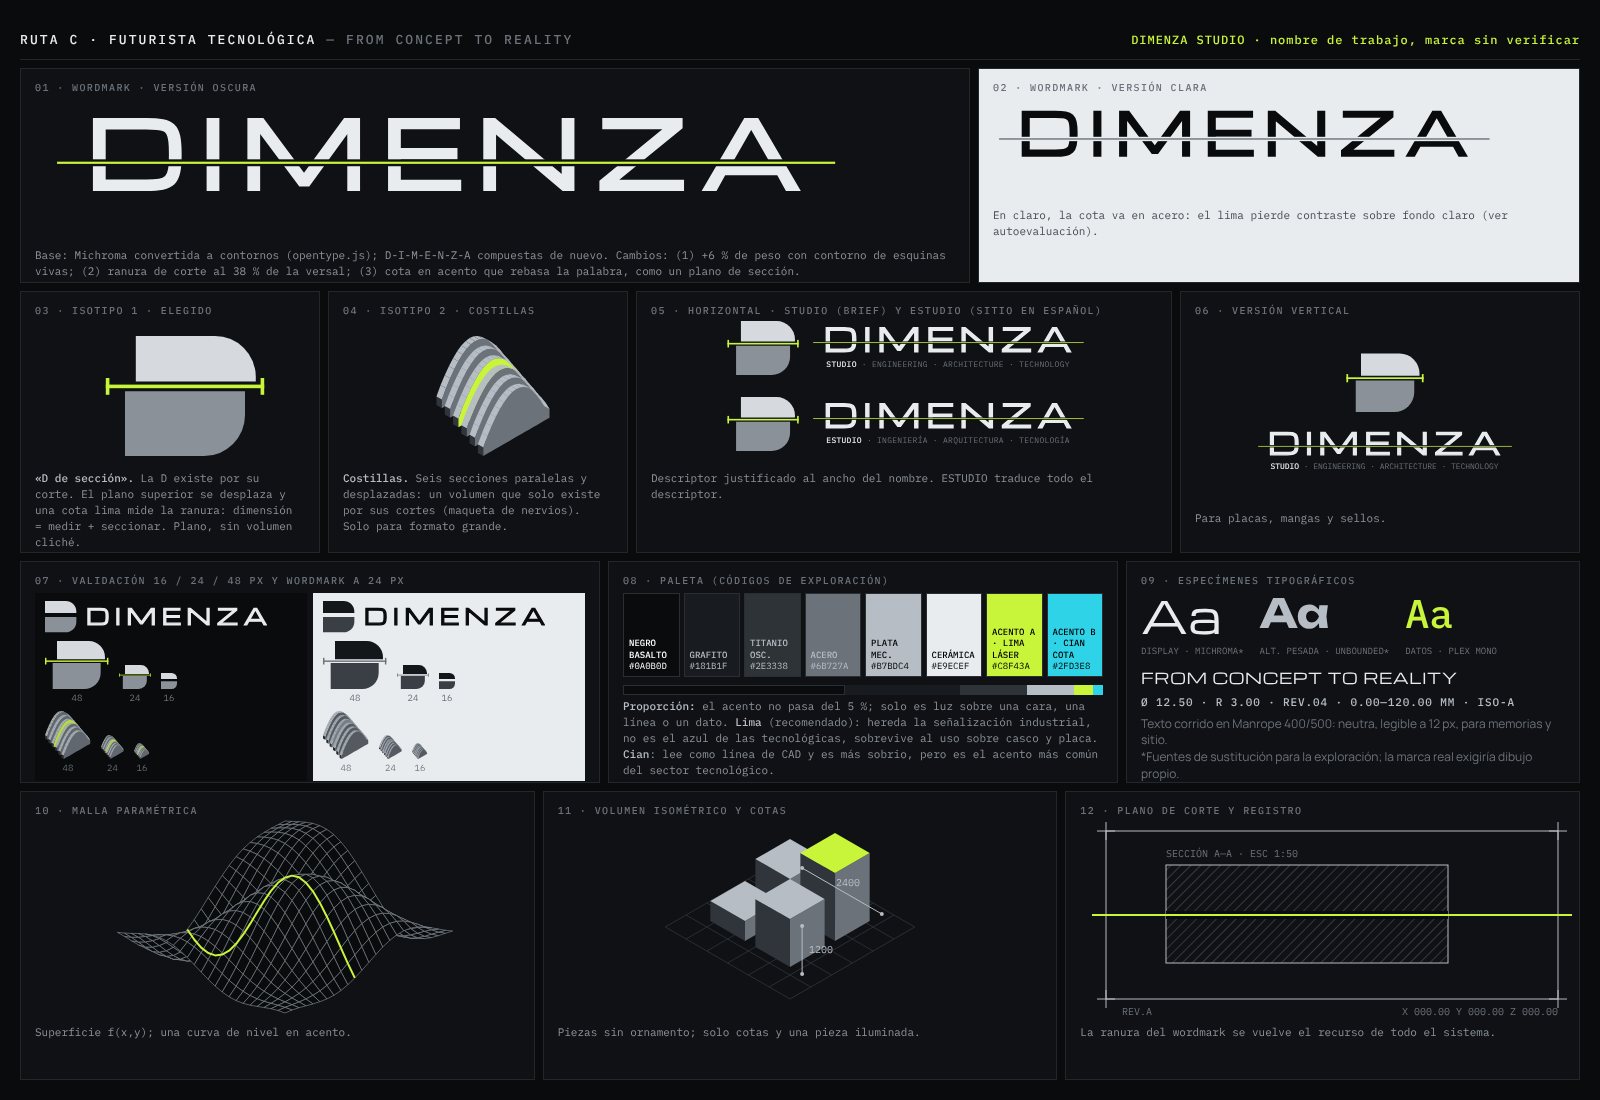 RUTA C · FUTURISTA TECNOLÓGICA — FROM CONCEPT TO REALITY
DIMENZA STUDIO · nombre de trabajo, marca sin verificar
01 · WORDMARK · VERSIÓN OSCURA
DIMENZA
Base: Michroma convertida a contornos (opentype.js); D-I-M-E-N-Z-A compuestas de nuevo. Cambios: (1) +6 % de peso con contorno de esquinas
vivas; (2) ranura de corte al 38 % de la versal; (3) cota en acento que rebasa la palabra, como un plano de sección.
02 · WORDMARK · VERSIÓN CLARA
DIMENZA
En claro, la cota va en acero: el lima pierde contraste sobre fondo claro (ver
autoevaluación).
03 · ISOTIPO 1 · ELEGIDO
«D de sección». La D existe por su
corte. El plano superior se desplaza y
una cota lima mide la ranura: dimensión
= medir + seccionar. Plano, sin volumen
cliché.
04 · ISOTIPO 2 · COSTILLAS
Costillas. Seis secciones paralelas y
desplazadas: un volumen que solo existe
por sus cortes (maqueta de nervios).
Solo para formato grande.
05 · HORIZONTAL · STUDIO (BRIEF) Y ESTUDIO (SITIO EN ESPAÑOL)
DIMENZA
STUDIO · ENGINEERING · ARCHITECTURE · TECHNOLOGY
DIMENZA
ESTUDIO · INGENIERÍA · ARQUITECTURA · TECNOLOGÍA
Descriptor justificado al ancho del nombre. ESTUDIO traduce todo el
descriptor.
06 · VERSIÓN VERTICAL
DIMENZA
STUDIO · ENGINEERING · ARCHITECTURE · TECHNOLOGY
Para placas, mangas y sellos.
07 · VALIDACIÓN 16 / 24 / 48 PX Y WORDMARK A 24 PX
DIMENZA
48 24 16
48 24 16
DIMENZA
48 24 16
48 24 16
08 · PALETA (CÓDIGOS DE EXPLORACIÓN)
NEGRO
BASALTO
#0A0B0D
GRAFITO
#181B1F
TITANIO
OSC.
#2E3338
ACERO
#6B727A
PLATA
MEC.
#B7BDC4
CERÁMICA
#E9ECEF
ACENTO A
· LIMA
LÁSER
#C8F43A
ACENTO B
· CIAN
COTA
#2FD3E8
Proporción: el acento no pasa del 5 %; solo es luz sobre una cara, una
línea o un dato. Lima (recomendado): hereda la señalización industrial,
no es el azul de las tecnológicas, sobrevive al uso sobre casco y placa.
Cian: lee como línea de CAD y es más sobrio, pero es el acento más común
del sector tecnológico.
09 · ESPECÍMENES TIPOGRÁFICOS
Aa Aa Aa
DISPLAY · MICHROMA* ALT. PESADA · UNBOUNDED* DATOS · PLEX MONO
FROM CONCEPT TO REALITY
Ø 12.50 · R 3.00 · REV.04 · 0.00—120.00 MM · ISO-A
Texto corrido en Manrope 400/500: neutra, legible a 12 px, para memorias y
sitio.
*Fuentes de sustitución para la exploración; la marca real exigiría dibujo
propio.
10 · MALLA PARAMÉTRICA
Superficie f(x,y); una curva de nivel en acento.
11 · VOLUMEN ISOMÉTRICO Y COTAS
2400
1200
Piezas sin ornamento; solo cotas y una pieza iluminada.
12 · PLANO DE CORTE Y REGISTRO
SECCIÓN A—A · ESC 1:50
REV.A
X 000.00 Y 000.00 Z 000.00
La ranura del wordmark se vuelve el recurso de todo el sistema.